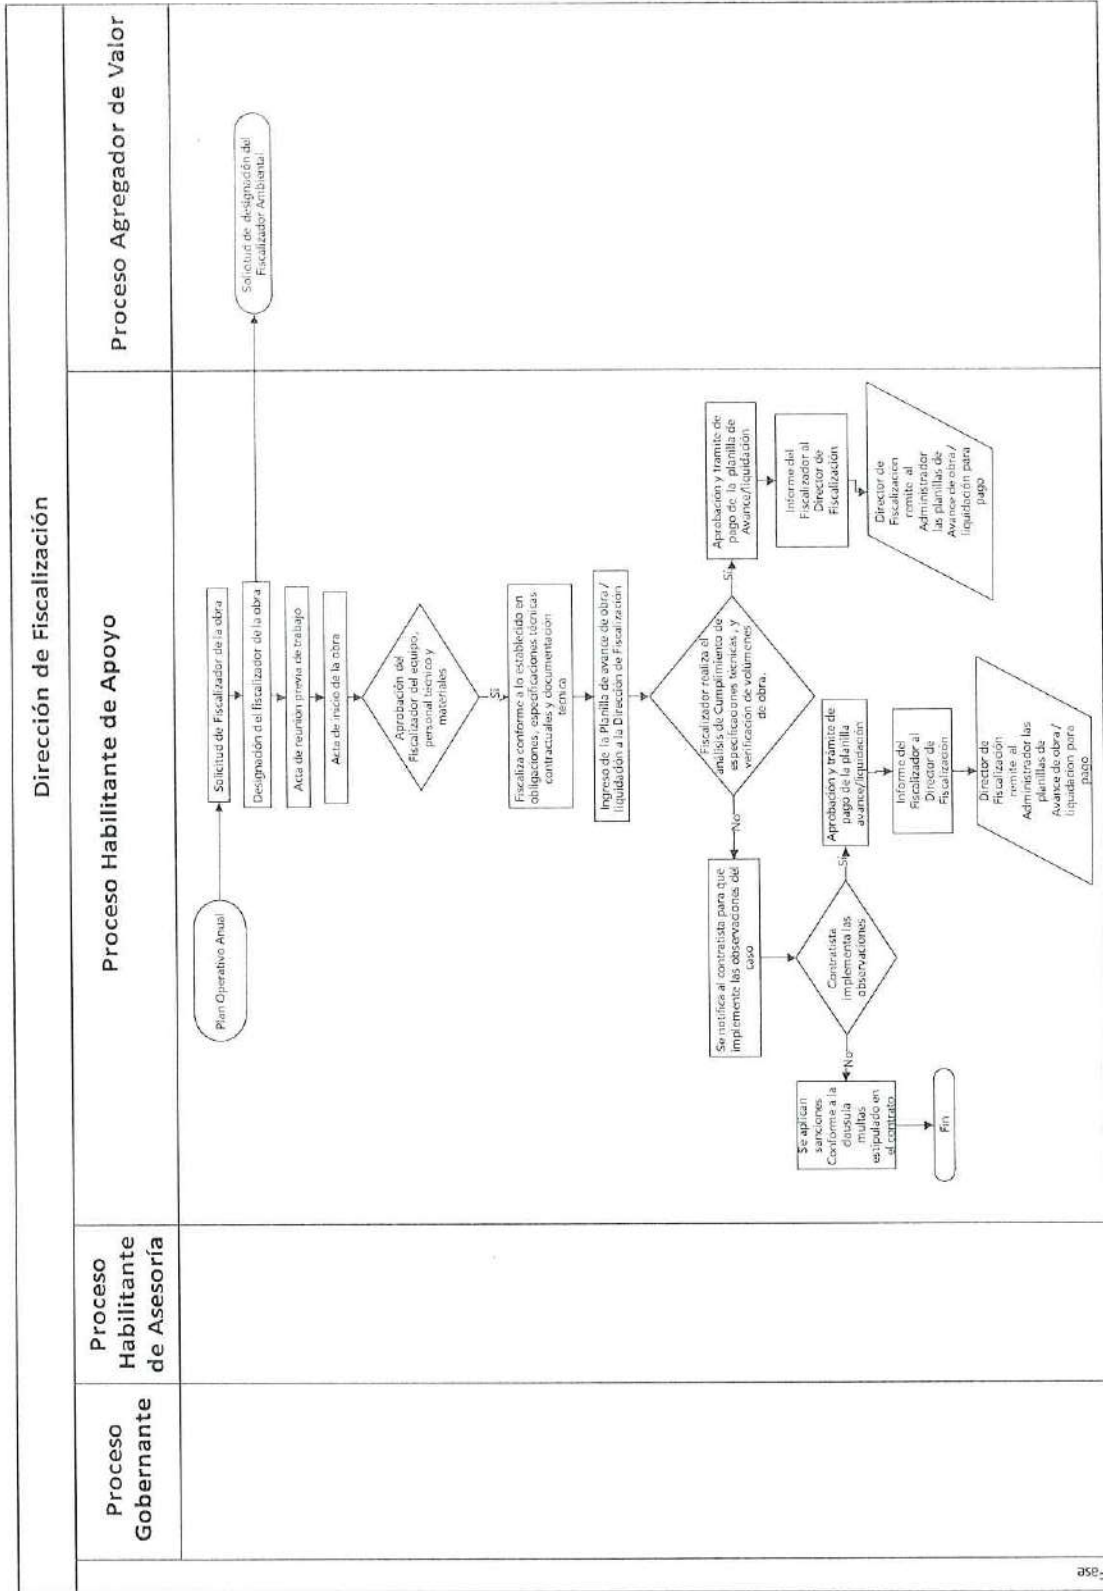 Dirección de Fiscalización
Proceso
Gobernante
Proceso
Habilitante
de Asesoría
Proceso Habilitante de Apoyo
Proceso Agregador de Valor
Plan Operativo Anual
Solicitud de Fiscalizador de la obra
Designación d el fiscalizador de la obra
Solicitud de designación del
Fiscalizador Ambiental
Acta de reunión previa de trabajo
Acta de inicio de la obra
Aprobación del
Fiscalizador del equipo,
personal técnico y
materiales
Si
Fiscaliza conforme a lo establecido en
obligaciones, especificaciones técnicas
contractuales y documentación
técnica
Ingreso de la Planilla de avance de obra /
liquidación a la Dirección de Fiscalización
Fiscalizador realiza el
análisis de Cumplimiento de
especificaciones técnicas , y
verificación de volúmenes
de obra.
No
Si
Se notifica al contratista para que
implemente las observaciones del
caso
Aprobación y tramite de
pago de la planilla de
Avance/liquidación
Informe del
Fiscalizador al
Director de
Fiscalización
Director de
Fiscalizacion
remite al
Administrador
las planillas de
Avance de obra /
liquidación para
pago
Contratista
implementa las
observaciones
No
Si
Se aplican
sanciones
Conforme a la
clausula
multas
estipulado en
el contrato
Fin
Aprobación y trámite de
pago de la planilla
avance/liquidación
Informe del
Fiscalizador al
Director de
Fiscalización
Director de
Fiscalización
remite al
Administrador las
planillas de
Avance de obra /
liquidacion para
pago
Fase